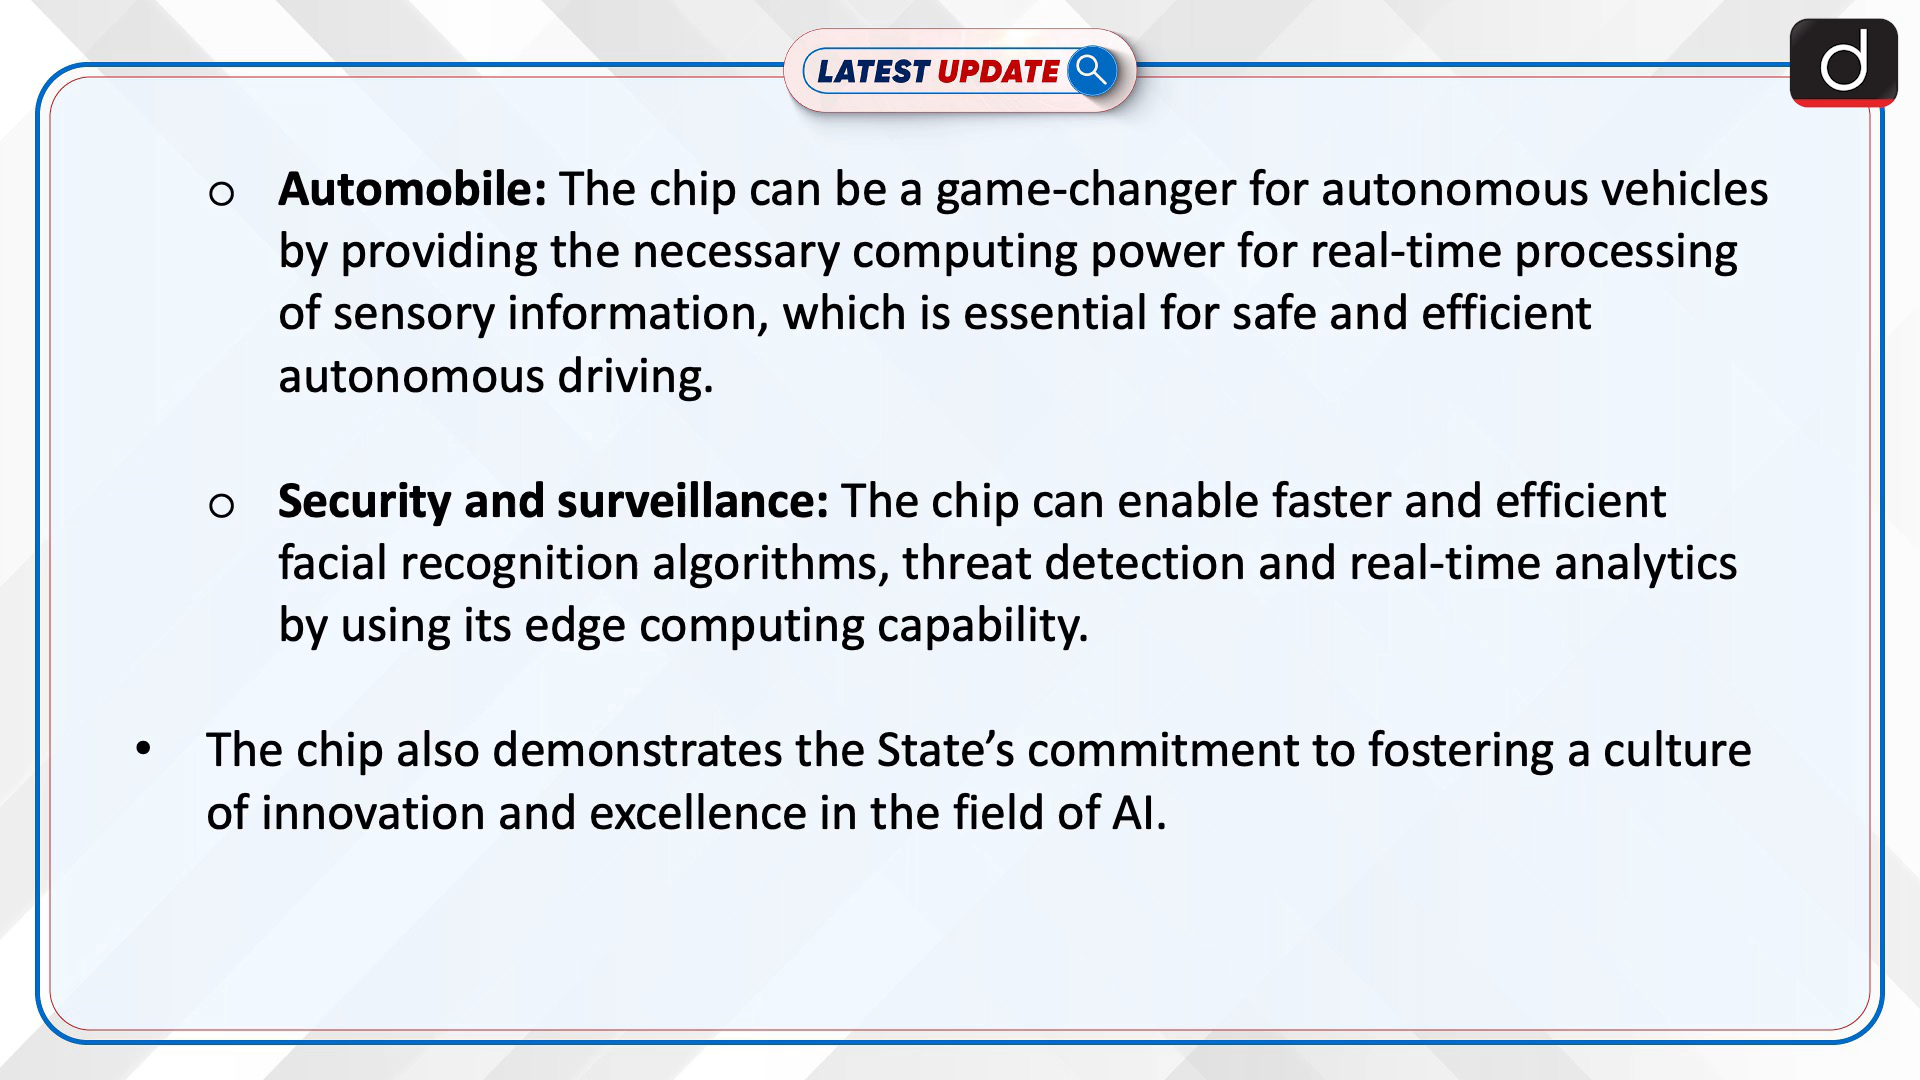 LATEST UPDATE
d
o Automobile: The chip can be a game-changer for autonomous vehicles
by providing the necessary computing power for real-time processing
of sensory information, which is essential for safe and efficient
autonomous driving.
o Security and surveillance: The chip can enable faster and efficient
facial recognition algorithms, threat detection and real-time analytics
by using its edge computing capability.
• The chip also demonstrates the State’s commitment to fostering a culture
of innovation and excellence in the field of AI.